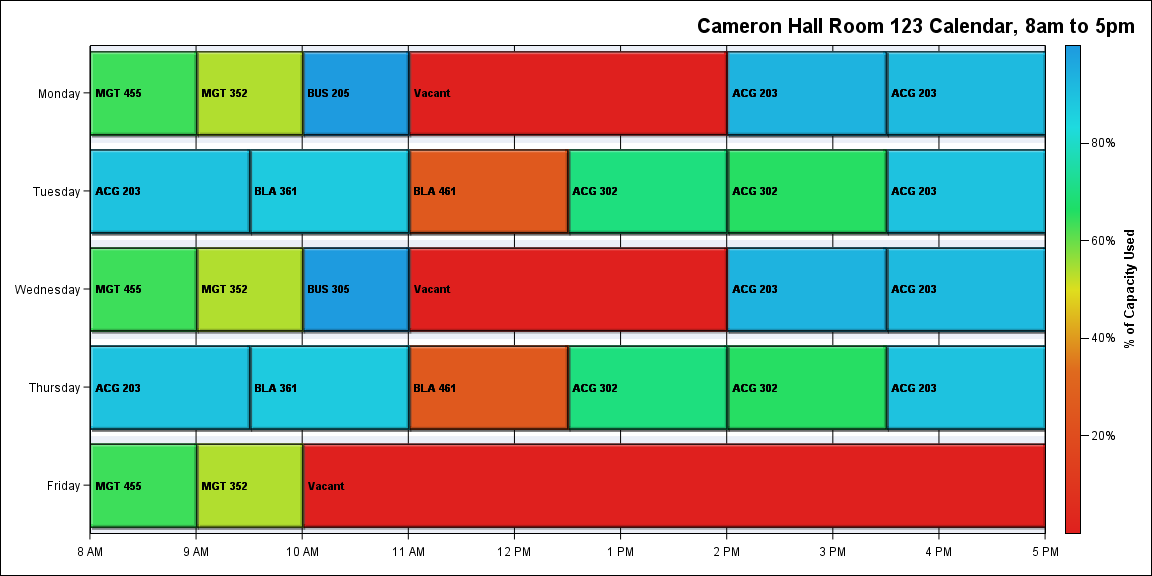 Cameron Hall Room 123 Calendar, 8am to 5pm
Monday
MGT 455
MGT 352
BUS 205
Vacant
ACG 203
ACG 203
Tuesday
ACG 203
BLA 361
BLA 461
ACG 302
ACG 302
ACG 203
Wednesday
MGT 455
MGT 352
BUS 305
Vacant
ACG 203
ACG 203
Thursday
ACG 203
BLA 361
BLA 461
ACG 302
ACG 302
ACG 203
Friday
MGT 455
MGT 352
Vacant
8 AM
9 AM
10 AM
11 AM
12 PM
1 PM
2 PM
3 PM
4 PM
5 PM
80%
60%
40%
20%
% of Capacity Used